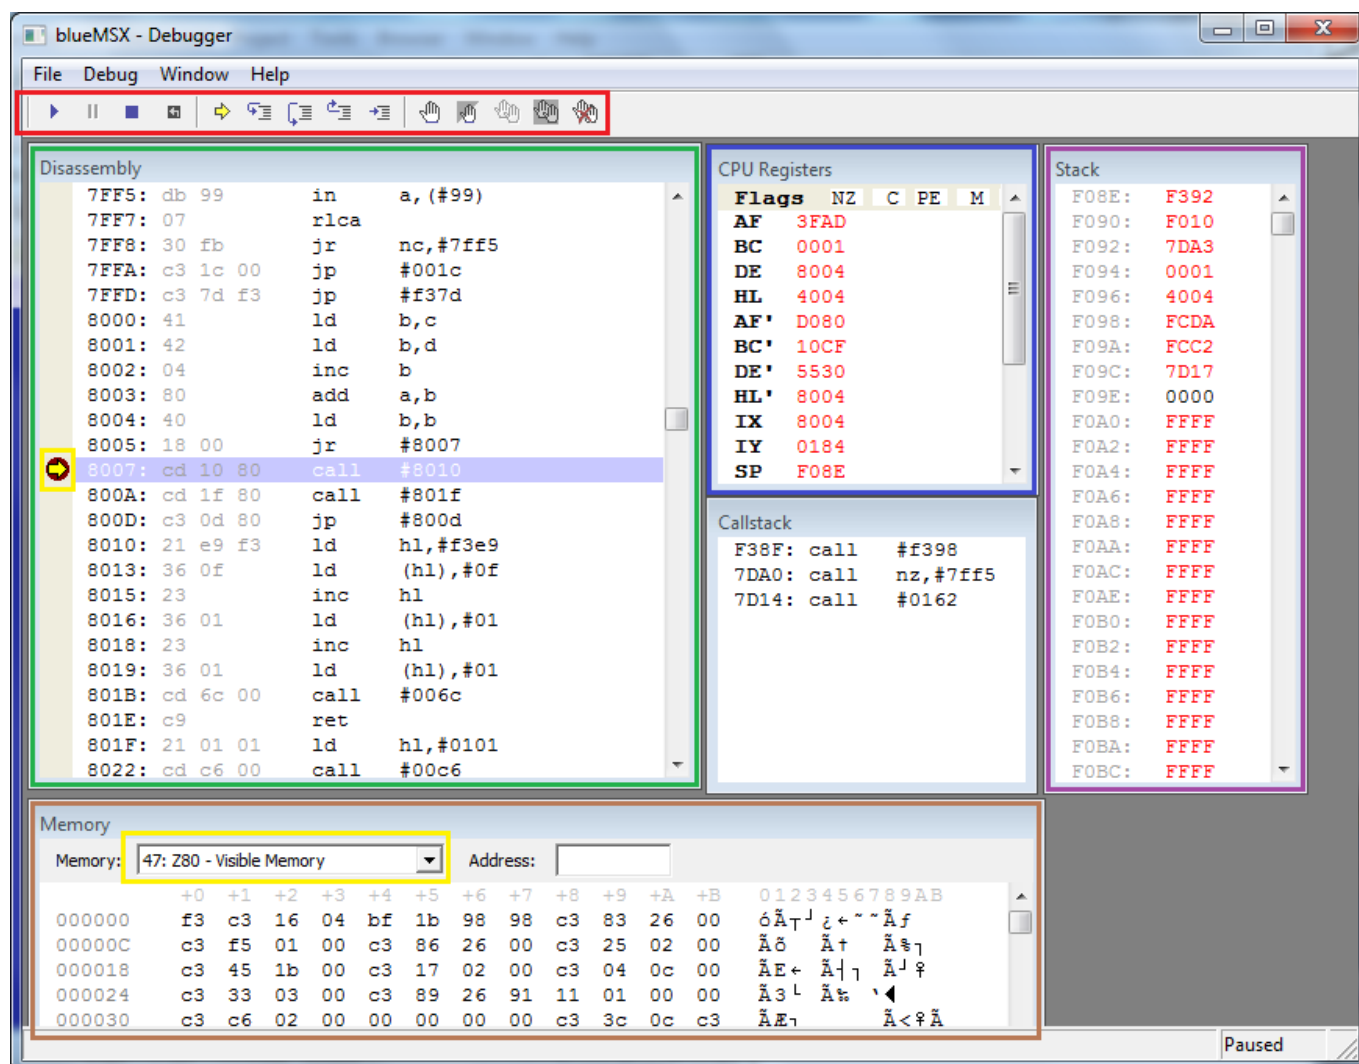 blueMSX - Debugger
File Debug Window Help
Disassembly
7FF5: db 99 in a,(#99)
7FF7: 07 rlca
7FF8: 30 fb jr nc,#7ff5
7FFA: c3 1c 00 jp #001c
7FFD: c3 7d f3 jp #f37d
8000: 41 ld b,c
8001: 42 ld b,d
8002: 04 inc b
8003: 80 add a,b
8004: 40 ld b,b
8005: 18 00 jr #8007
8007: cd 10 80 call #8010
800A: cd 1f 80 call #801f
800D: c3 0d 80 jp #800d
8010: 21 e9 f3 ld hl,#f3e9
8013: 36 0f ld (hl),#0f
8015: 23 inc hl
8016: 36 01 ld (hl),#01
8018: 23 inc hl
8019: 36 01 ld (hl),#01
801B: cd 6c 00 call #006c
801E: c9 ret
801F: 21 01 01 ld hl,#0101
8022: cd c6 00 call #00c6
CPU Registers
Flags NZ C PE M
AF 3FAD
BC 0001
DE 8004
HL 4004
AF' D080
BC' 10CF
DE' 5530
HL' 8004
IX 8004
IY 0184
SP F08E
Callstack
F38F: call #f398
7DA0: call nz,#7ff5
7D14: call #0162
Stack
F08E: F392
F090: F010
F092: 7DA3
F094: 0001
F096: 4004
F098: FCDA
F09A: FCC2
F09C: 7D17
F09E: 0000
F0A0: FFFF
F0A2: FFFF
F0A4: FFFF
F0A6: FFFF
F0A8: FFFF
F0AA: FFFF
F0AC: FFFF
F0AE: FFFF
F0B0: FFFF
F0B2: FFFF
F0B4: FFFF
F0B6: FFFF
F0B8: FFFF
F0BA: FFFF
F0BC: FFFF
Memory
Memory: 47: Z80 - Visible Memory Address:
+0 +1 +2 +3 +4 +5 +6 +7 +8 +9 +A +B 0123456789AB
000000 f3 c3 16 04 bf 1b 98 98 c3 83 26 00 óÃ┬┘¿←˜˜Ãƒ
00000C c3 f5 01 00 c3 86 26 00 c3 25 02 00 Ãõ Æ Ã%┐
000018 c3 45 1b 00 c3 17 02 00 c3 04 0c 00 ÃE← Ã┤┐ Ã┘♀
000024 c3 33 03 00 c3 89 26 91 11 01 00 00 Ã3└ É ‘◀
000030 c3 c6 02 00 00 00 00 00 c3 3c 0c c3 ÃÆ┐ Ã<♀Ã
Paused